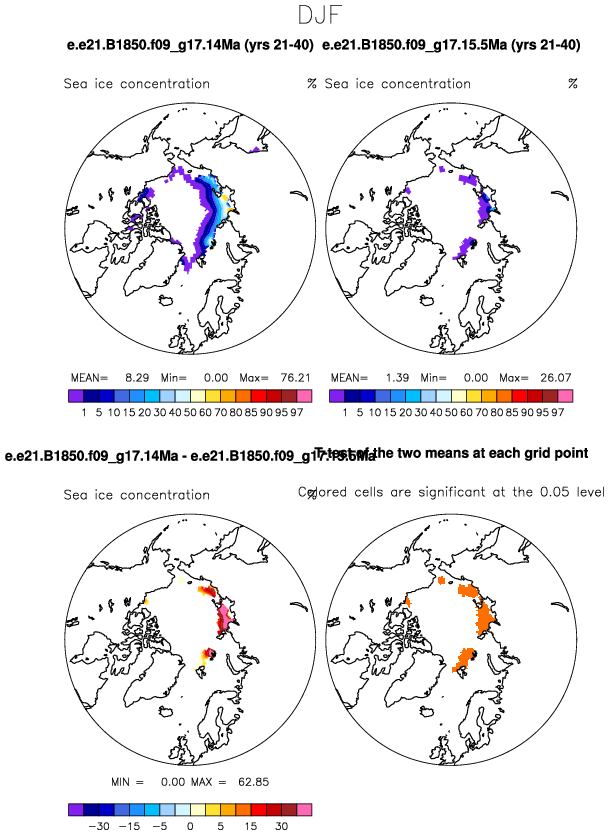 DJF
e.e21.B1850.f09_g17.14Ma (yrs 21-40) e.e21.B1850.f09_g17.15.5Ma (yrs 21-40)
Sea ice concentration % Sea ice concentration %
MEAN= 8.29 Min= 0.00 Max= 76.21 MEAN= 1.39 Min= 0.00 Max= 26.07
1 5 10 15 20 30 40 50 60 70 80 85 90 95 97 1 5 10 15 20 30 40 50 60 70 80 85 90 95 97
e.e21.B1850.f09_g17.14Ma - e.e21.B1850.f09_g17.15.5Ma T-test of the two means at each grid point
Sea ice concentration % Colored cells are significant at the 0.05 level
MIN = 0.00 MAX = 62.85
-30 -15 -5 0 5 15 30